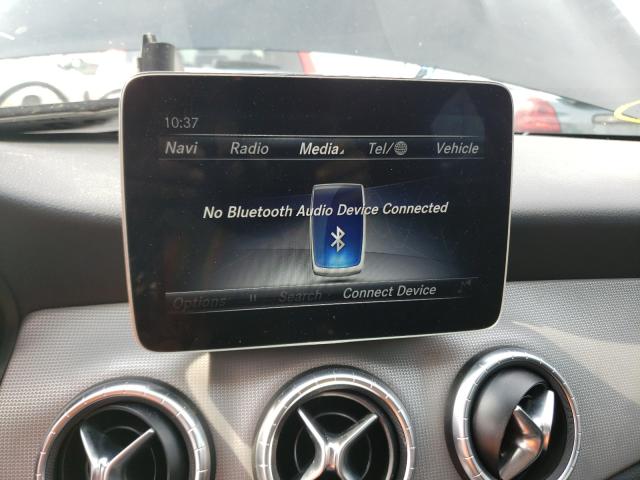 10:37
Navi Radio Media Tel/ Vehicle
No Bluetooth Audio Device Connected
Options Search Connect Device